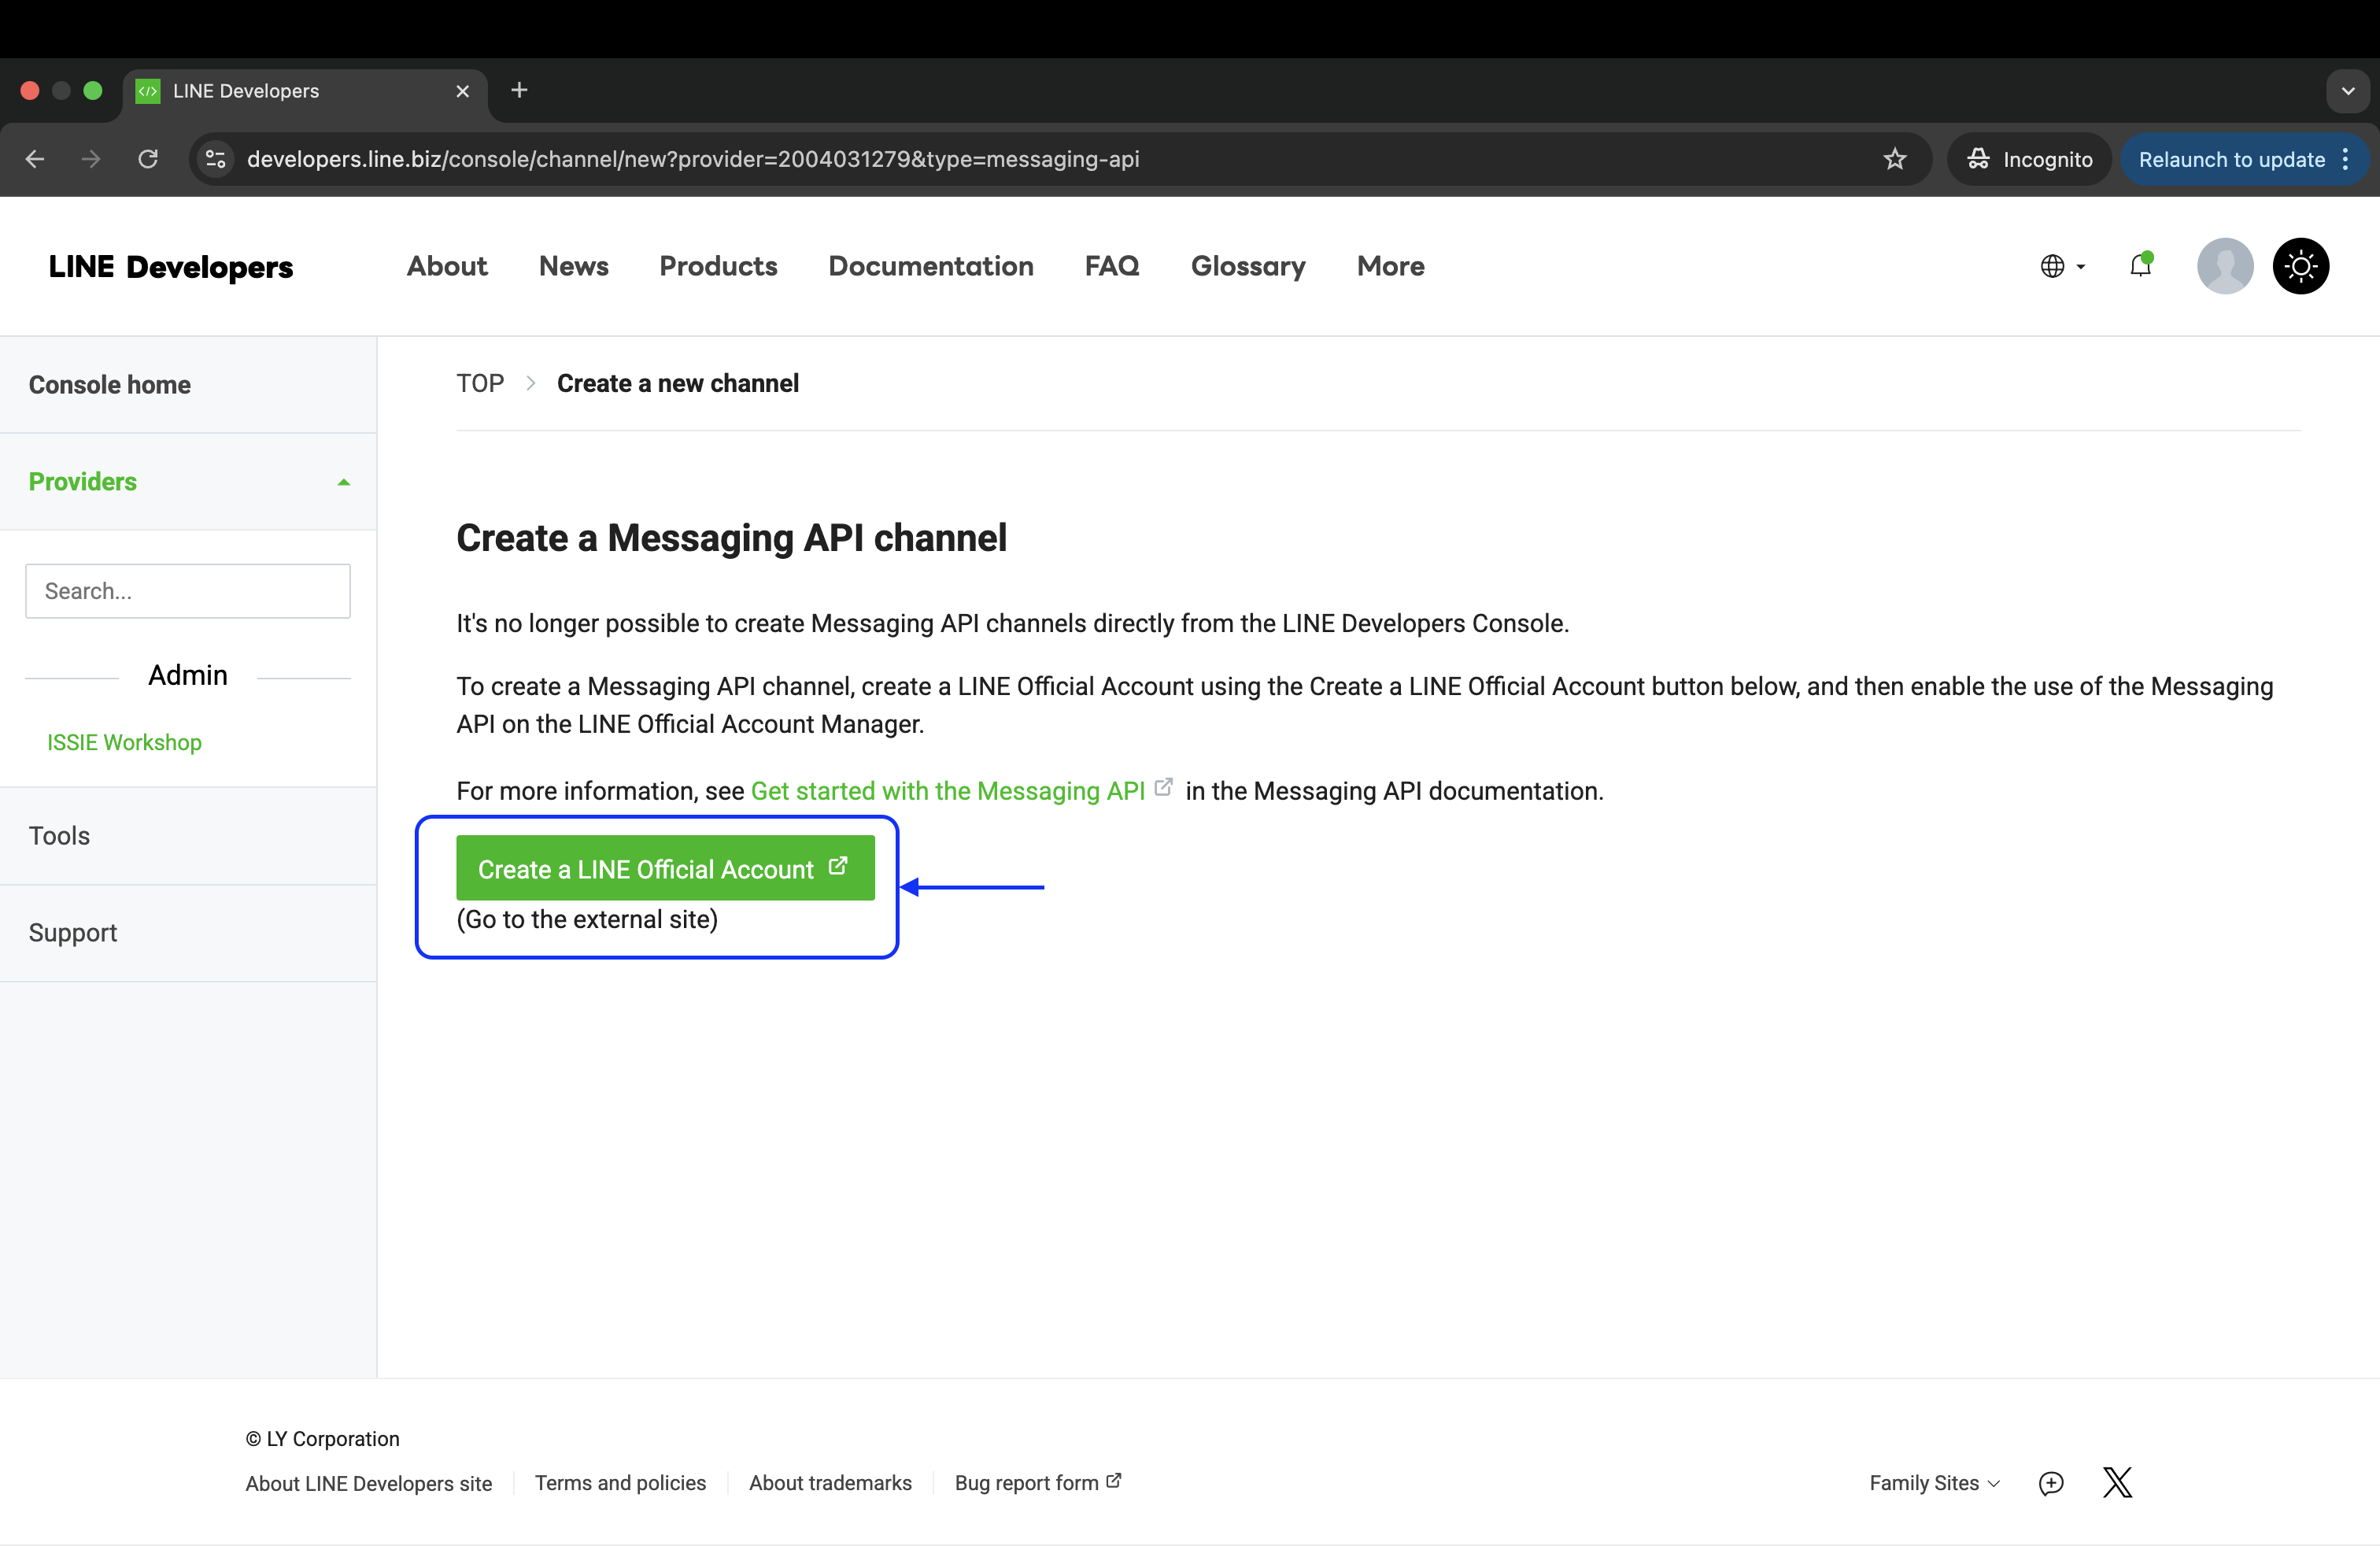 LINE Developers
developers.line.biz/console/channel/new?provider=2004031279&type=messaging-api
Incognito
Relaunch to update
LINE Developers
About
News
Products
Documentation
FAQ
Glossary
More
Console home
Providers
Search...
Admin
ISSIE Workshop
Tools
Support
TOP
Create a new channel
Create a Messaging API channel
It's no longer possible to create Messaging API channels directly from the LINE Developers Console.
To create a Messaging API channel, create a LINE Official Account using the Create a LINE Official Account button below, and then enable the use of the Messaging
API on the LINE Official Account Manager.
For more information, see Get started with the Messaging API in the Messaging API documentation.
Create a LINE Official Account
(Go to the external site)
© LY Corporation
About LINE Developers site
Terms and policies
About trademarks
Bug report form
Family Sites